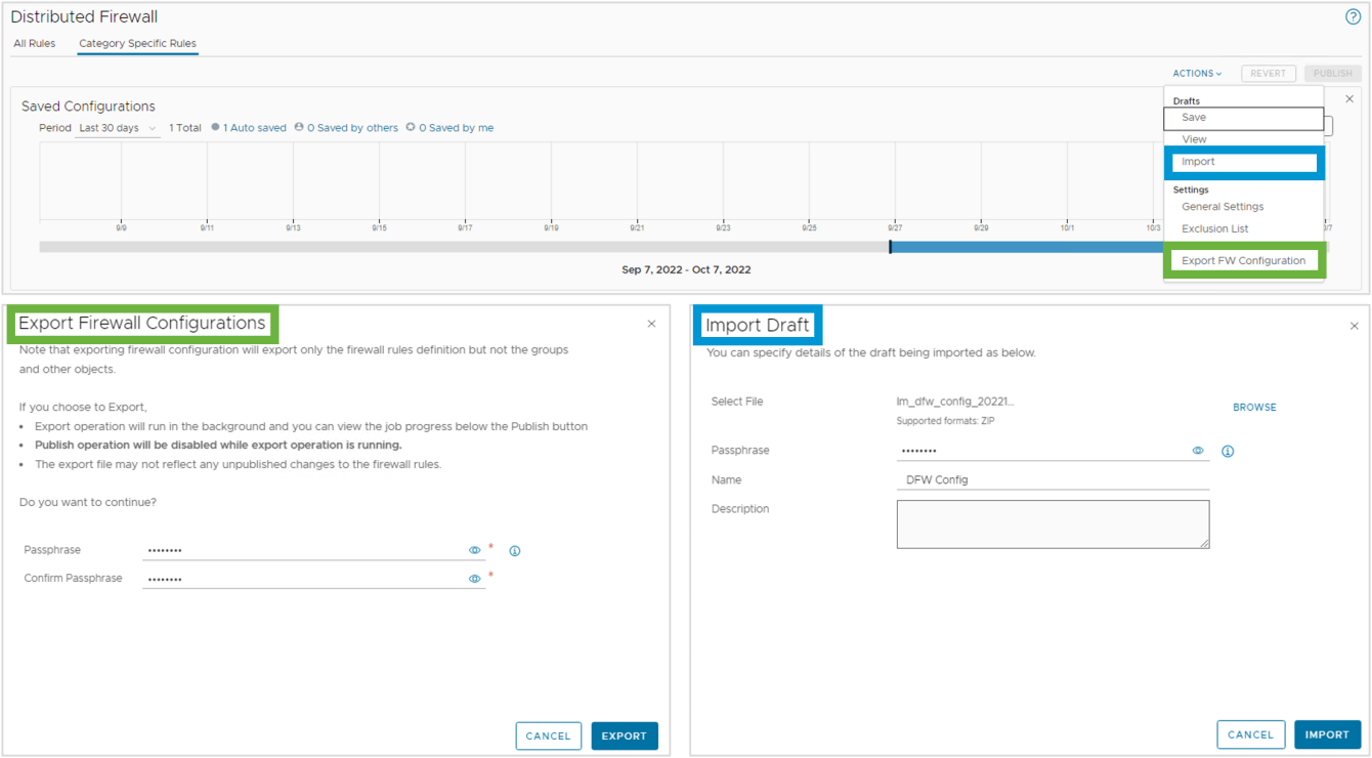 Distributed Firewall
?
All Rules Category Specific Rules
ACTIONS REVERT PUBLISH
Saved Configurations
Period Last 30 days 1 Total 1 Auto saved 0 Saved by others 0 Saved by me
Drafts
Save
View
Import
Settings
General Settings
Exclusion List
Export FW Configuration
9/9 9/11 9/13 9/15 9/17 9/19 9/21 9/23 9/25 9/27 9/29 10/1 10/3
Sep 7, 2022 - Oct 7, 2022
Export Firewall Configurations
Note that exporting firewall configuration will export only the firewall rules definition but not the groups
and other objects.
If you choose to Export,
• Export operation will run in the background and you can view the job progress below the Publish button
• Publish operation will be disabled while export operation is running.
• The export file may not reflect any unpublished changes to the firewall rules.
Do you want to continue?
Passphrase •••••••• *
Confirm Passphrase •••••••• *
CANCEL EXPORT
Import Draft
You can specify details of the draft being imported as below.
Select File lm_dfw_config_20221... BROWSE
Supported formats: ZIP
Passphrase ••••••••
Name DFW Config
Description
CANCEL IMPORT